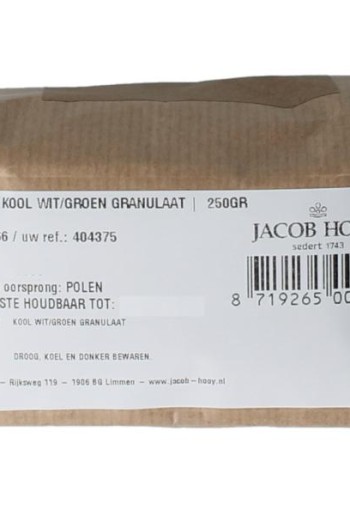 KOOL WIT/GROEN GRANULAAT | 250GR
66 / uw ref.: 404375
JACOB HO
sedert 1743
oorsprong: POLEN
STE HOUDBAAR TOT:
8 719265 00
KOOL WIT/GROEN GRANULAAT
DROOG, KOEL EN DONKER BEWAREN.
– Rijksweg 119 – 1906 BG Limmen – www.jacob-hooy.nl